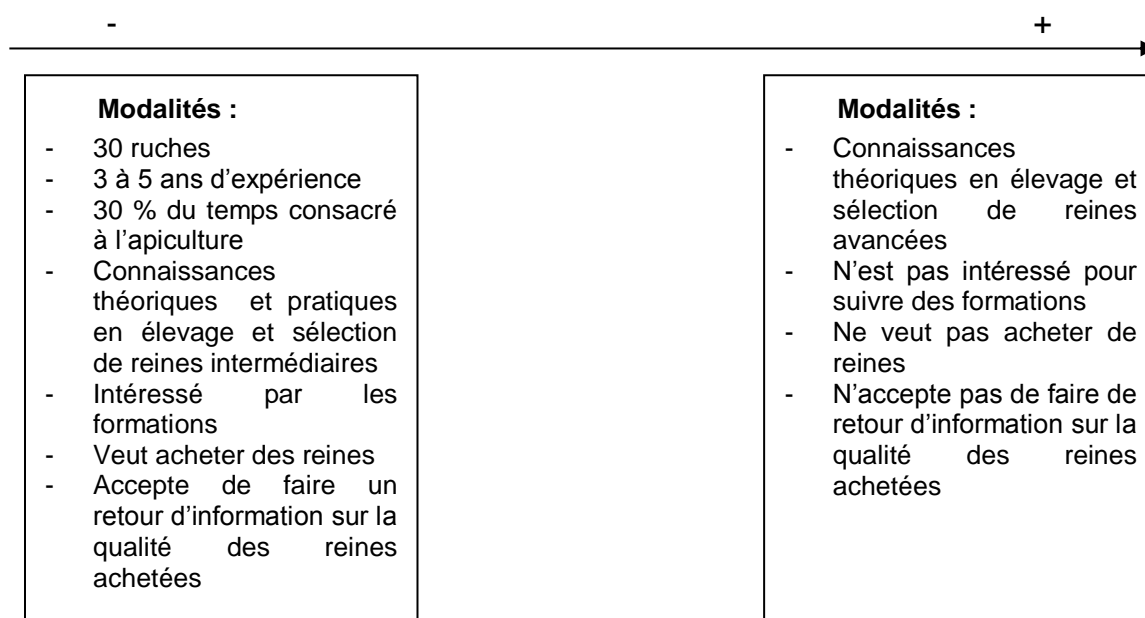 -
+
Modalités :
- 30 ruches
- 3 à 5 ans d’expérience
- 30 % du temps consacré
à l’apiculture
- Connaissances
théoriques et pratiques
en élevage et sélection
de reines intermédiaires
- Intéressé par les
formations
- Veut acheter des reines
- Accepte de faire un
retour d’information sur la
qualité des reines
achetées
Modalités :
- Connaissances
théoriques en élevage et
sélection de reines
avancées
- N’est pas intéressé pour
suivre des formations
- Ne veut pas acheter de
reines
- N’accepte pas de faire de
retour d’information sur la
qualité des reines
achetées